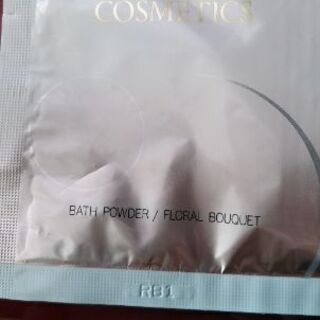 COSMETICS
BATH POWDER / FLORAL BOUQUET
RB1